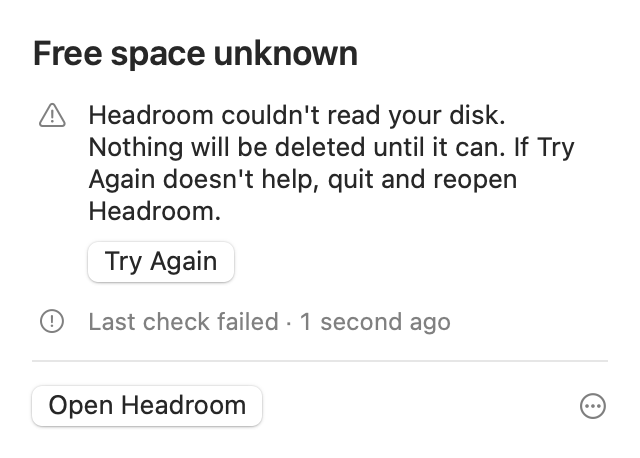 Free space unknown
Headroom couldn't read your disk.
Nothing will be deleted until it can. If Try
Again doesn't help, quit and reopen
Headroom.
Try Again
Last check failed · 1 second ago
Open Headroom